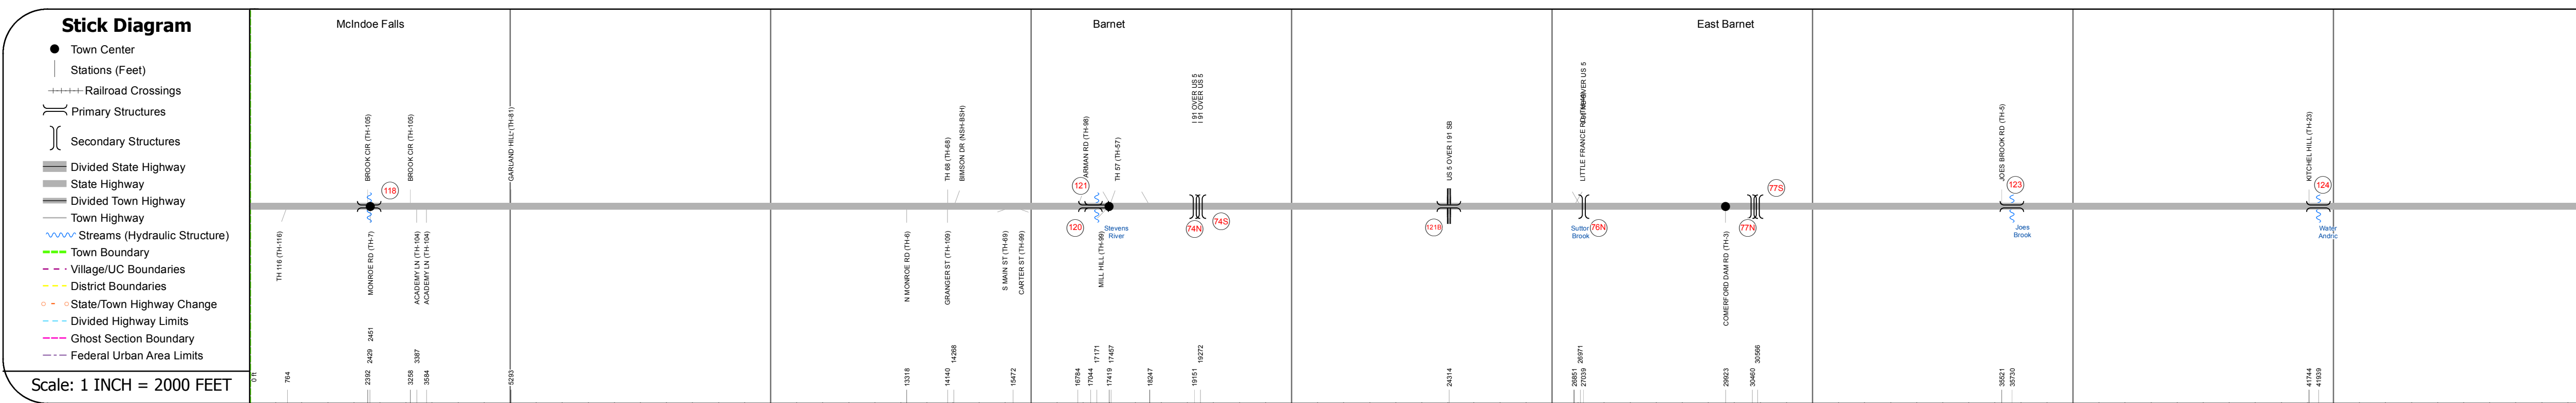 Stick Diagram
Town Center
Stations (Feet)
Railroad Crossings
Primary Structures
Secondary Structures
Divided State Highway
State Highway
Divided Town Highway
Town Highway
Streams (Hydraulic Structure)
Town Boundary
Village/UC Boundaries
District Boundaries
State/Town Highway Change
Divided Highway Limits
Ghost Section Boundary
Federal Urban Area Limits
Scale: 1 INCH = 2000 FEET
McIndoe Falls
Barnet
East Barnet
BROOK CIR (TH-105)
BROOK CIR (TH-105)
GARLAND HILL (TH-81)
TH 68 (TH-68)
BIMSON DR (NSH-BSH)
ARMAN RD (TH-98)
TH 57 (TH-57)
I 91 OVER US 5
I 91 OVER US 5
US 5 OVER I 91 SB
LITTLE FRANCE RD
OVER US 5
JOES BROOK RD (TH-5)
KITCHEL HILL (TH-23)
118
121
120
74N
74S
121B
76N
77S
77N
123
124
Stevens
River
Sutton
Brook
Joes
Brook
Water
Andric
TH 116 (TH-116)
MONROE RD (TH-7)
ACADEMY LN (TH-104)
ACADEMY LN (TH-104)
N MONROE RD (TH-6)
GRANGER ST (TH-109)
S MAIN ST (TH-69)
CARTER ST (TH-99)
MILL HILL (TH-99)
COMERFORD DAM RD (TH-3)
0 ft
764
2392
2429
2451
3258
3387
3584
5293
13318
14140
14268
15472
16784
17044
17171
17419
17457
18247
19151
19272
24314
26851
26971
27039
29923
30460
30566
35521
35730
41744
41939